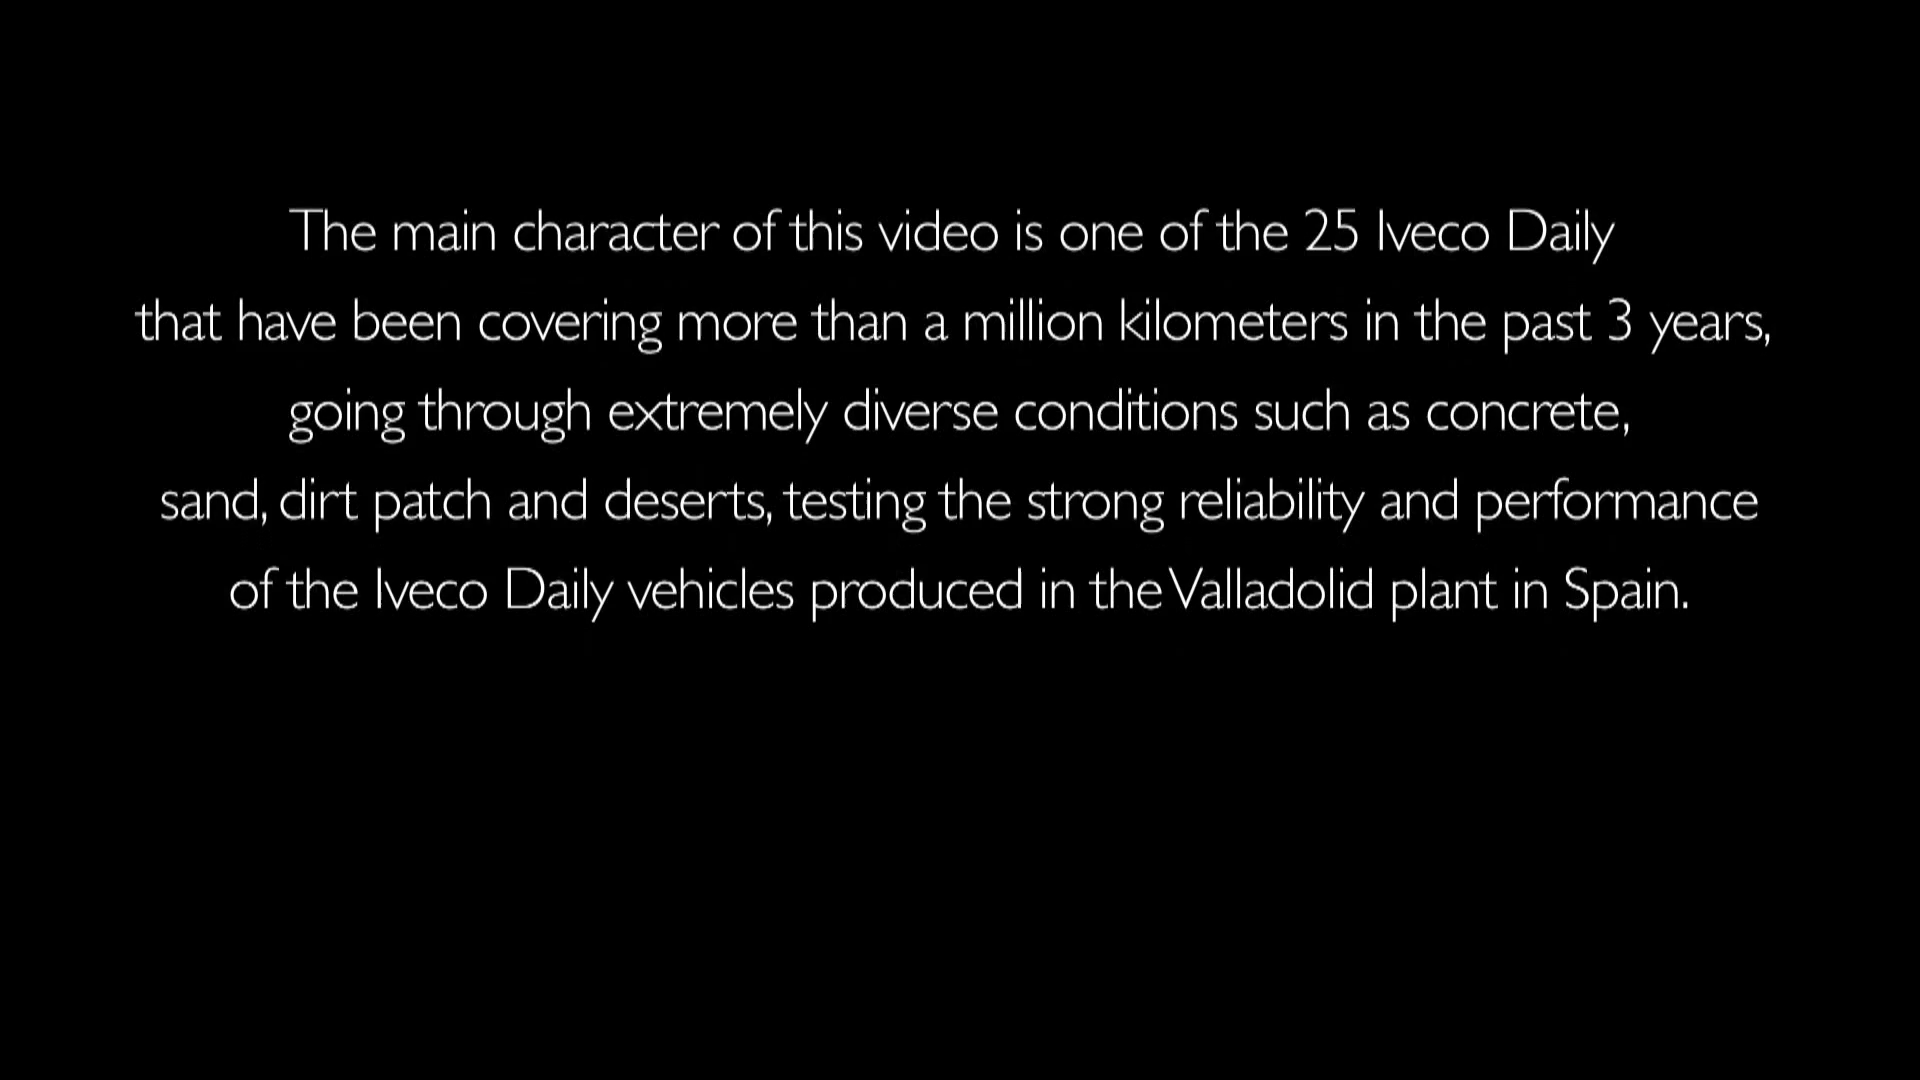 The main character of this video is one of the 25 Iveco Daily
that have been covering more than a million kilometers in the past 3 years,
going through extremely diverse conditions such as concrete,
sand, dirt patch and deserts, testing the strong reliability and performance
of the Iveco Daily vehicles produced in the Valladolid plant in Spain.